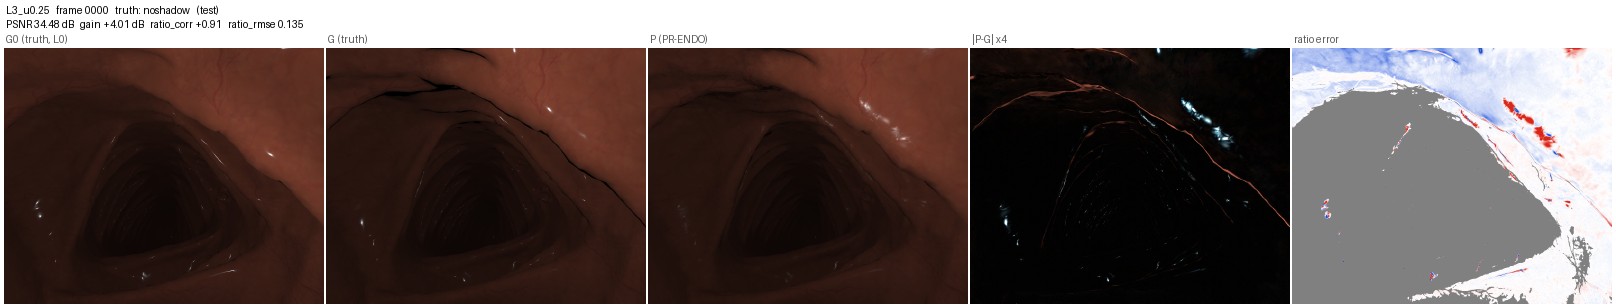 L3_u0.25 frame 0000 truth: noshadow (test)
PSNR 34.48 dB gain +4.01 dB ratio_corr +0.91 ratio_rmse 0.135
G0 (truth, L0) G (truth) P (PR-ENDO) |P-G| x4 ratio error